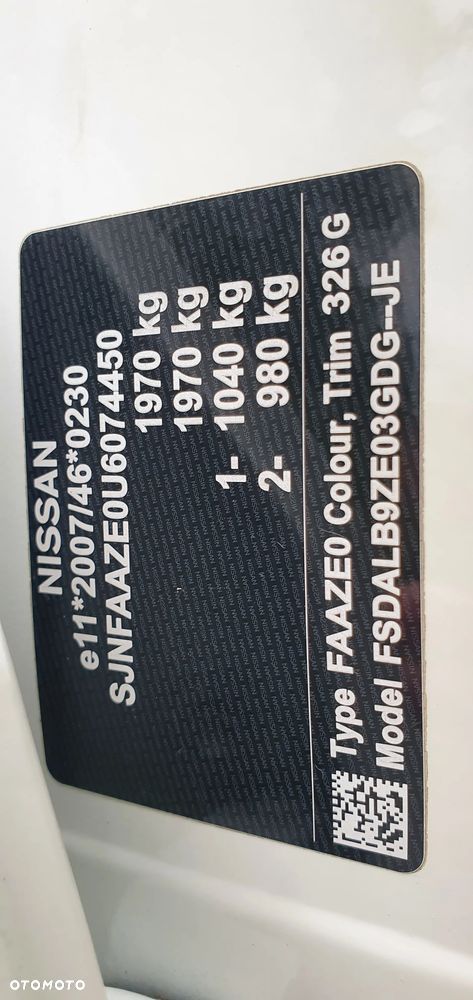 NISSAN
e11*2007/46*0230
SJNFAAZE0U6074450
1970 kg
1970 kg
1- 1040 kg
2- 980 kg
Type FAAZE0 Colour, Trim 326 G
Model FSDALB9ZE03GDG--JE
OTOMOTO